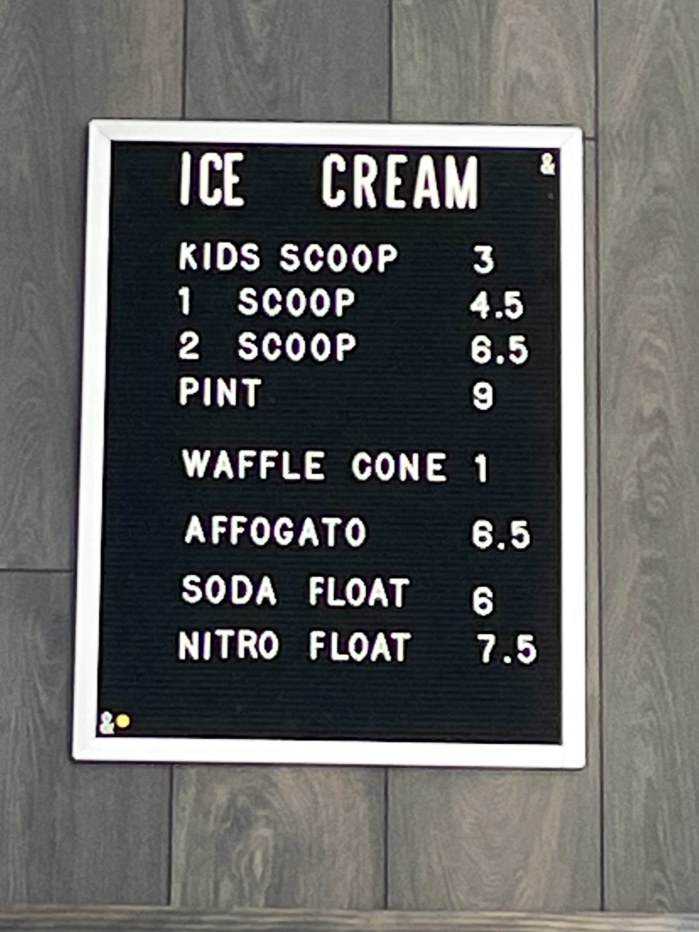 ICE CREAM &
KIDS SCOOP 3
1 SCOOP 4.5
2 SCOOP 6.5
PINT 9
WAFFLE CONE 1
AFFOGATO 6.5
SODA FLOAT 6
NITRO FLOAT 7.5
&